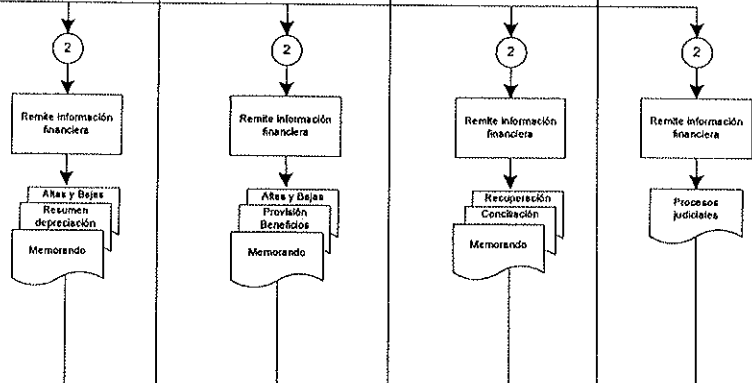 2
2
2
2
Remite información
financiera
Remite información
financiera
Remite información
financiera
Remite información
financiera
Altas y Bajas
Resumen
depreciación
Memorando
Altas y Bajas
Provisión
Beneficios
Memorando
Recuperación
Conciliación
Memorando
Procesos
judiciales